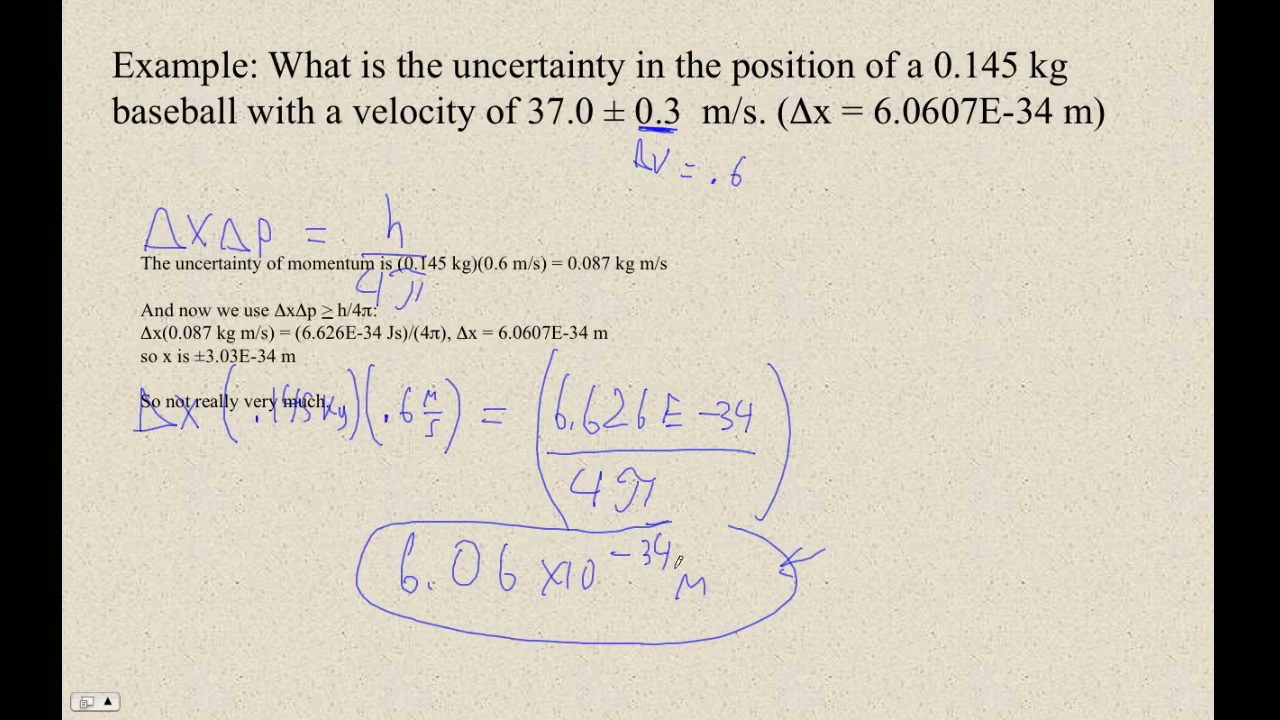 Example: What is the uncertainty in the position of a 0.145 kg
baseball with a velocity of 37.0 ± 0.3 m/s. (Δx = 6.0607E-34 m)
ΔV = .6
ΔXΔp = h
The uncertainty of momentum is (0.145 kg)(0.6 m/s) = 0.087 kg m/s
4π
And now we use ΔxΔp ≥ h/4π:
Δx(0.087 kg m/s) = (6.626E-34 Js)/(4π), Δx = 6.0607E-34 m
so x is ±3.03E-34 m
So not really very much.
ΔX (.145Kg)(.6 M/S) = (6.626E-34
4π)
6.06 x10 -34 M